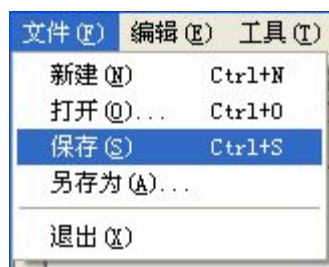 文件(F) 编辑(E) 工具(T)
新建(N) Ctrl+N
打开(O)... Ctrl+O
保存(S) Ctrl+S
另存为(A)...
退出(X)